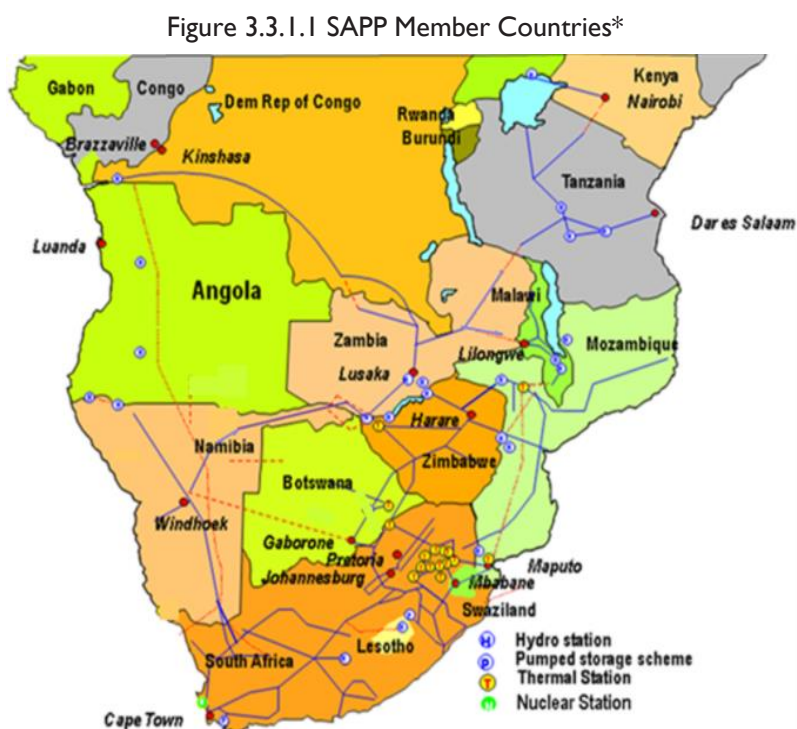 Figure 3.3.1.1 SAPP Member Countries*
Gabon
Congo
Dem Rep of Congo
Kenya
Nairobi
Rwanda
Burundi
Brazzaville
Kinshasa
Tanzania
Dar es Salaam
Luanda
Angola
Malawi
Zambia
Lilongwe
Mozambique
Lusaka
Harare
Namibia
Zimbabwe
Botswana
Windhoek
Gaborone
Pretoria
Johannesburg
Maputo
Mbabane
Swaziland
South Africa
Lesotho
Cape Town
H Hydro station
P Pumped storage scheme
T Thermal Station
Nuclear Station